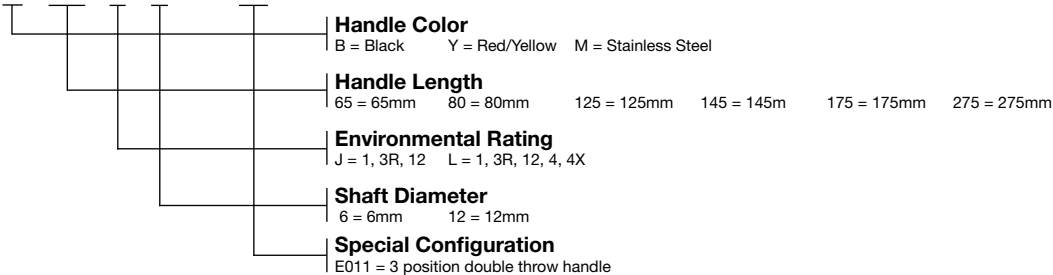 Handle Color
B = Black Y = Red/Yellow M = Stainless Steel
Handle Length
65 = 65mm 80 = 80mm 125 = 125mm 145 = 145m 175 = 175mm 275 = 275mm
Environmental Rating
J = 1, 3R, 12 L = 1, 3R, 12, 4, 4X
Shaft Diameter
6 = 6mm 12 = 12mm
Special Configuration
E011 = 3 position double throw handle